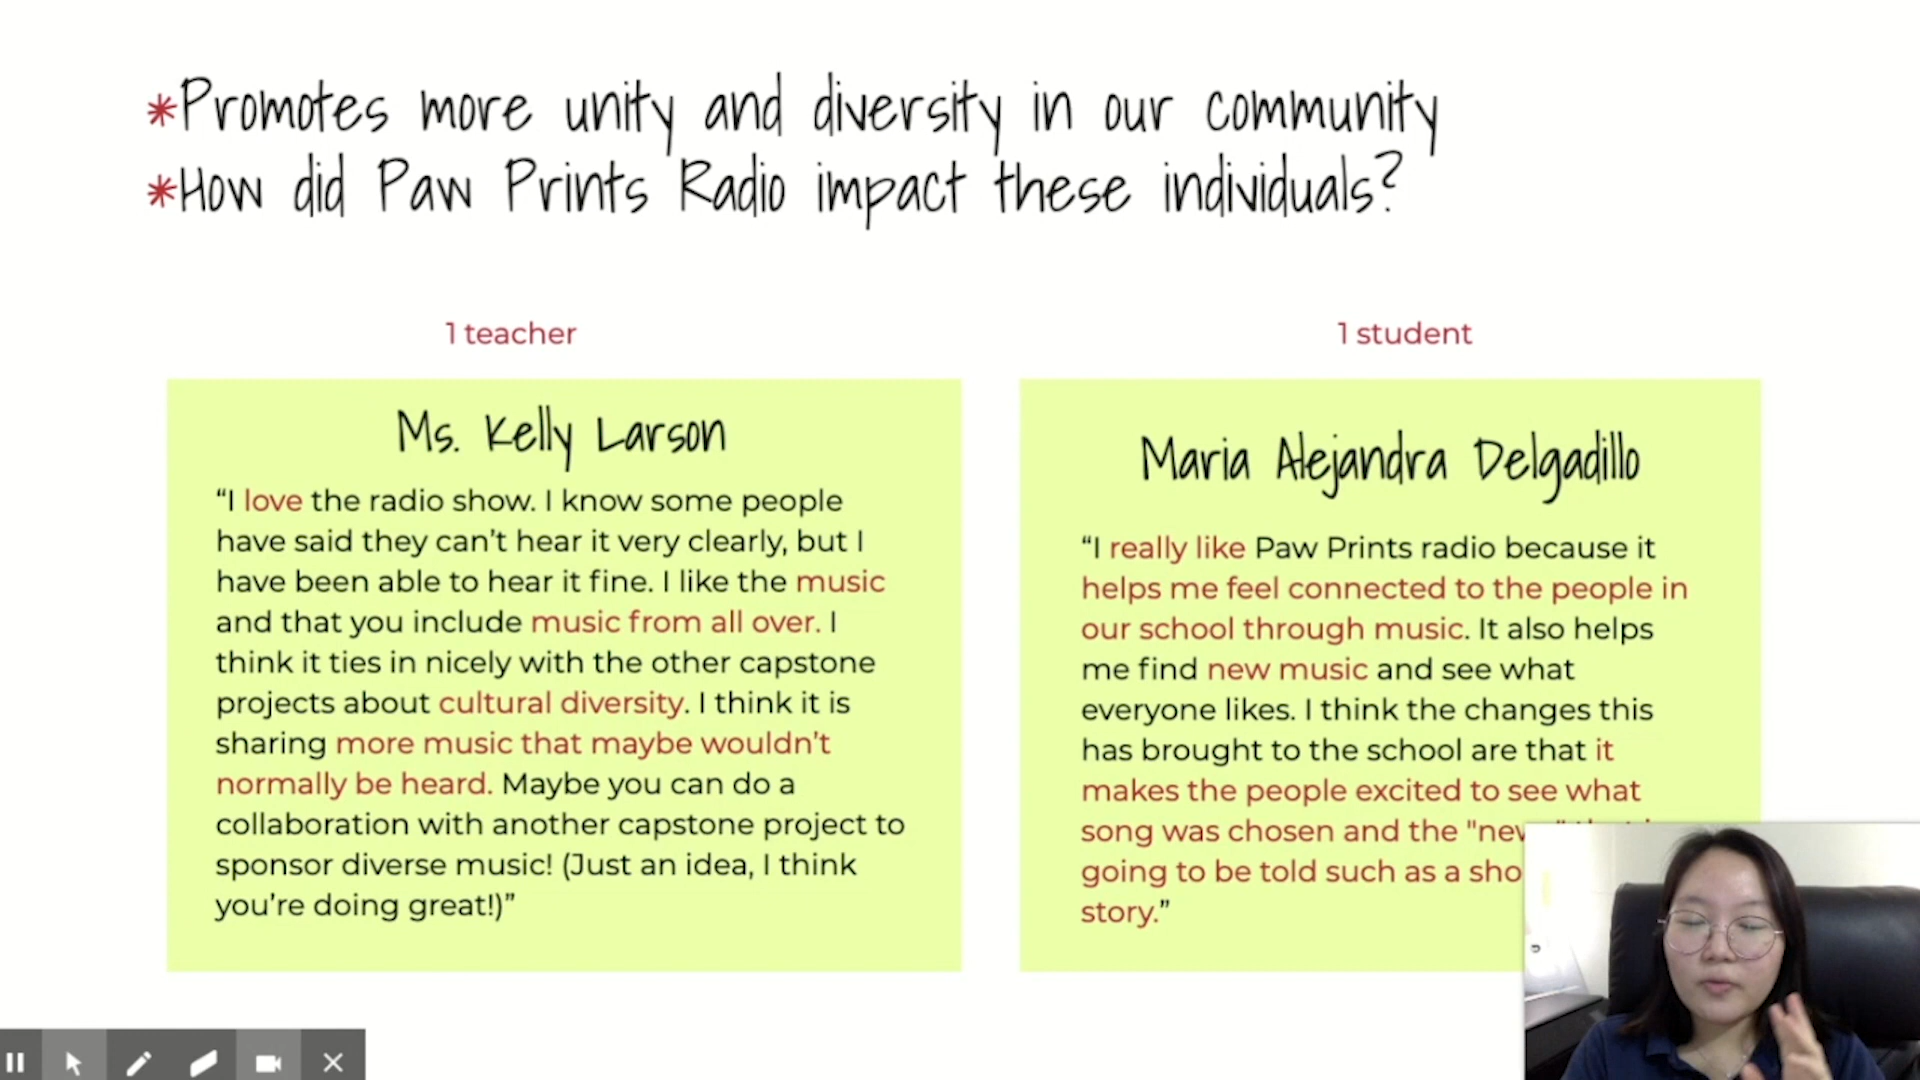 *Promotes more unity and diversity in our community
*How did Paw Prints Radio impact these individuals?
1 teacher
Ms. Kelly Larson
“I love the radio show. I know some people
have said they can’t hear it very clearly, but I
have been able to hear it fine. I like the music
and that you include music from all over. I
think it ties in nicely with the other capstone
projects about cultural diversity. I think it is
sharing more music that maybe wouldn’t
normally be heard. Maybe you can do a
collaboration with another capstone project to
sponsor diverse music! (Just an idea, I think
you’re doing great!)”
1 student
Maria Alejandra Delgadillo
“I really like Paw Prints radio because it
helps me feel connected to the people in
our school through music. It also helps
me find new music and see what
everyone likes. I think the changes this
has brought to the school are that it
makes the people excited to see what
song was chosen and the
going to be told such as a
story.”